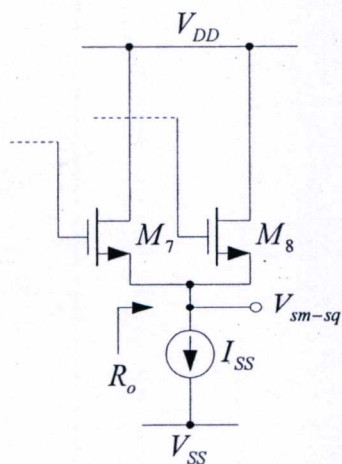 V_DD
M_7
M_8
V_sm-sq
R_o
I_SS
V_SS